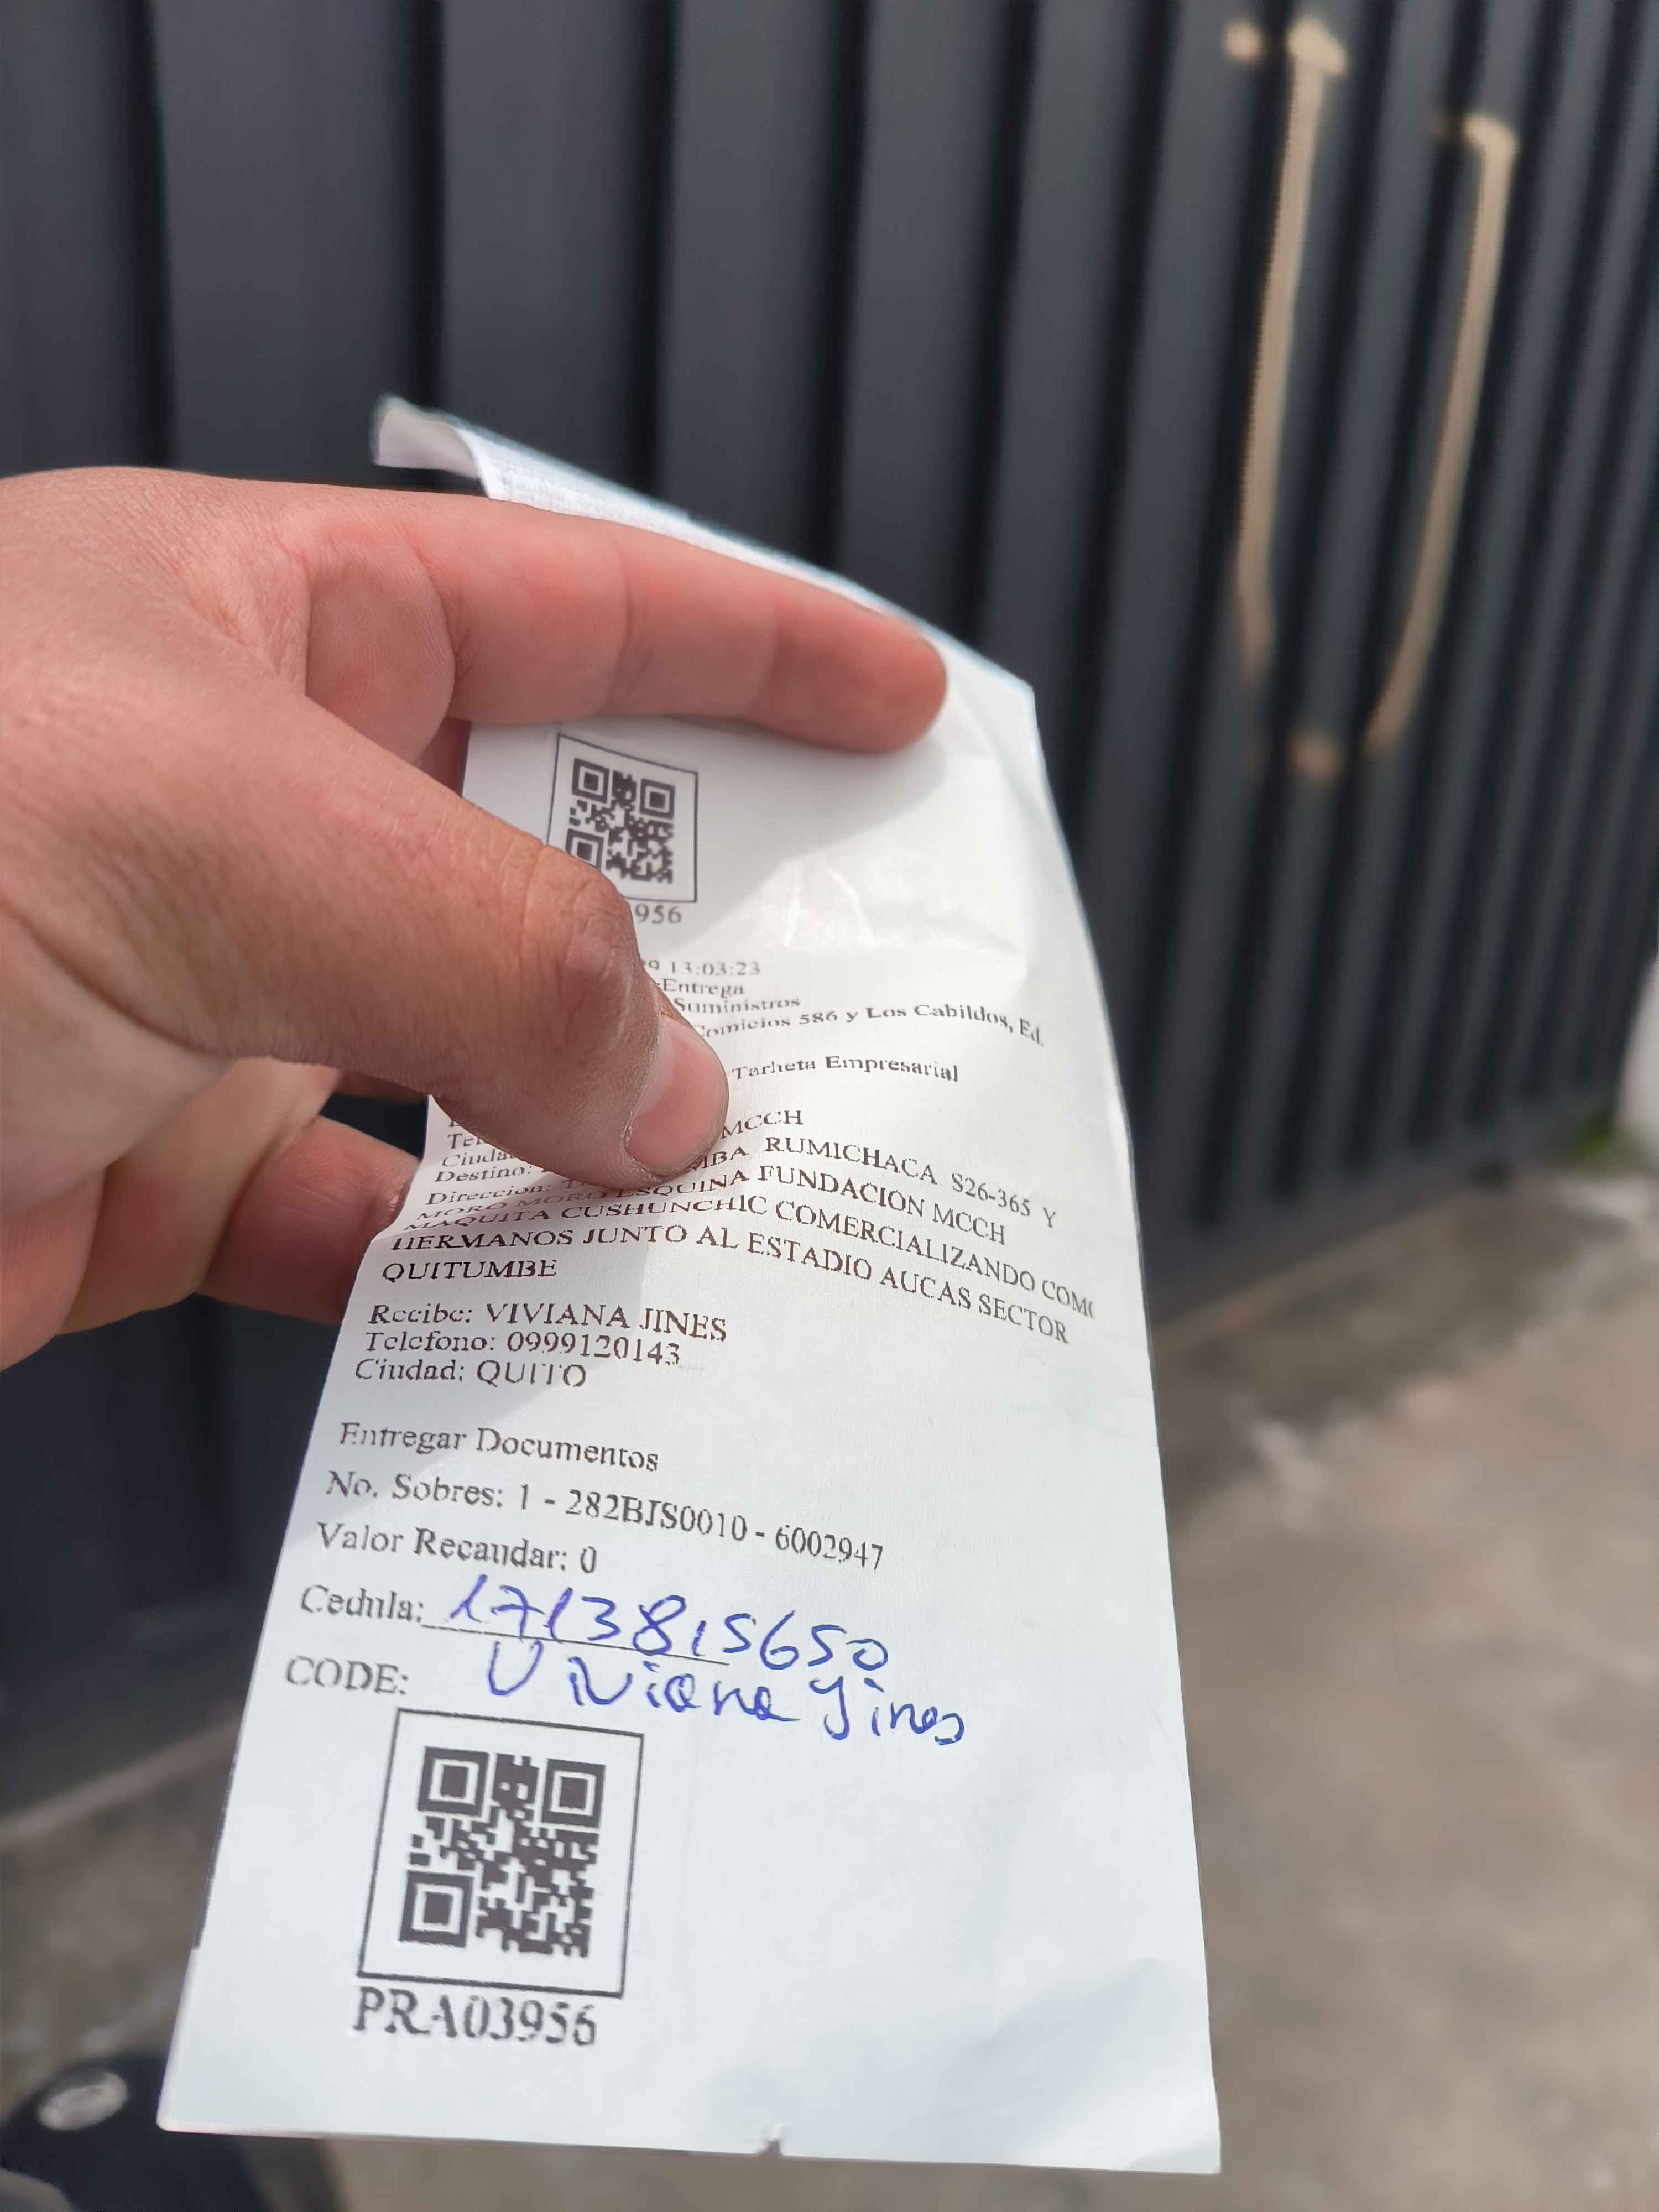 956
13:03:23
Entrega
Suministros
Comicios 586 y Los Cabildos, Ed.
Tarheta Empresarial
MCCH
Destino:
Direccion: RUMICHACA S26-365 Y
MORO MORO ESQUINA FUNDACION MCCH
MAQUITA CUSHUNCHIC COMERCIALIZANDO COMO
HERMANOS JUNTO AL ESTADIO AUCAS SECTOR
QUITUMBE
Recibe: VIVIANA JINES
Telefono: 0999120143
Ciudad: QUITO
Entregar Documentos
No. Sobres: 1 - 282BJS0010 - 6002947
Valor Recaudar: 0
Cedula: 1713815650
CODE: Viviana Jines
PRA03956